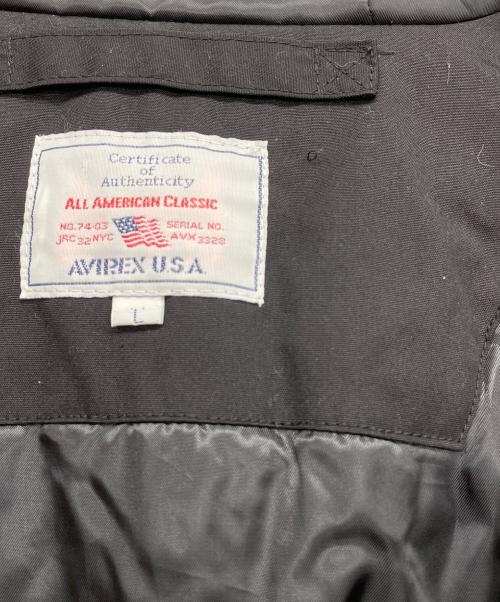 Certificate
of
Authenticity
ALL AMERICAN CLASSIC
NO.74-03 SERIAL NO.
JRC 32 NYC AVX 3328
AVIREX U.S.A.
L